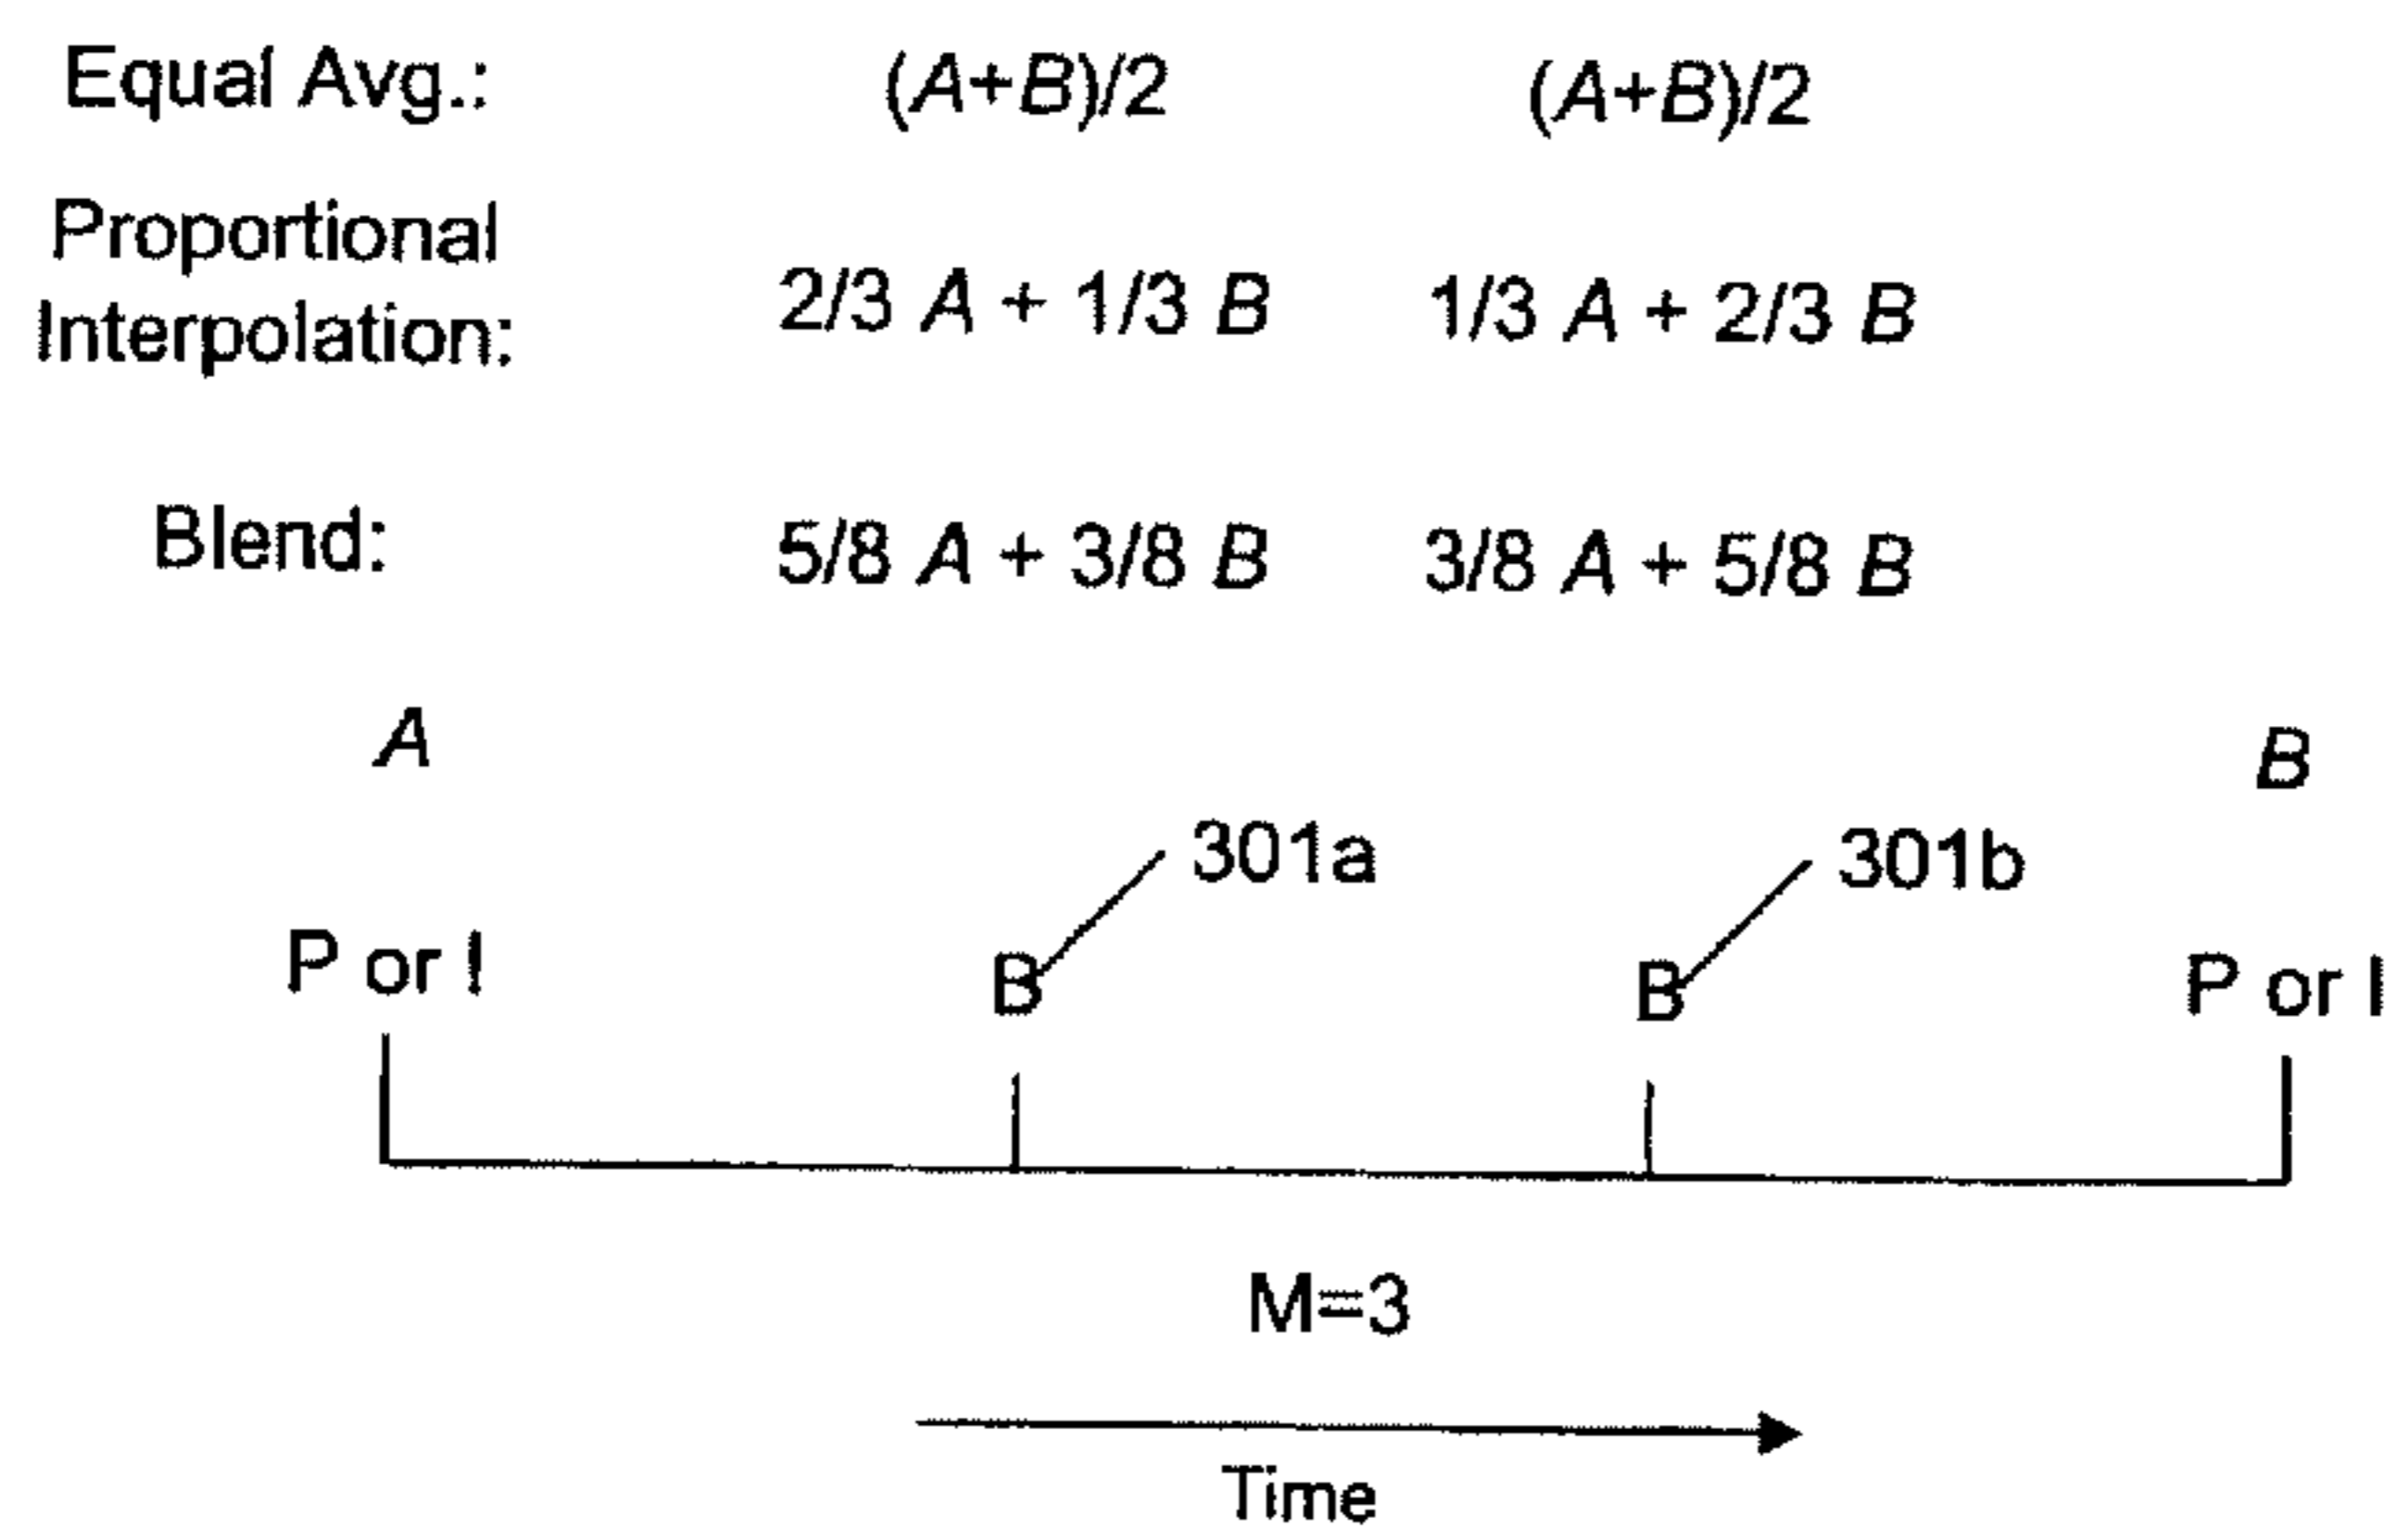 Equal Avg.: (A+B)/2 (A+B)/2
Proportional
Interpolation: 2/3 A + 1/3 B 1/3 A + 2/3 B
Blend: 5/8 A + 3/8 B 3/8 A + 5/8 B
A B
301a 301b
P or I B B P or I
M=3
Time